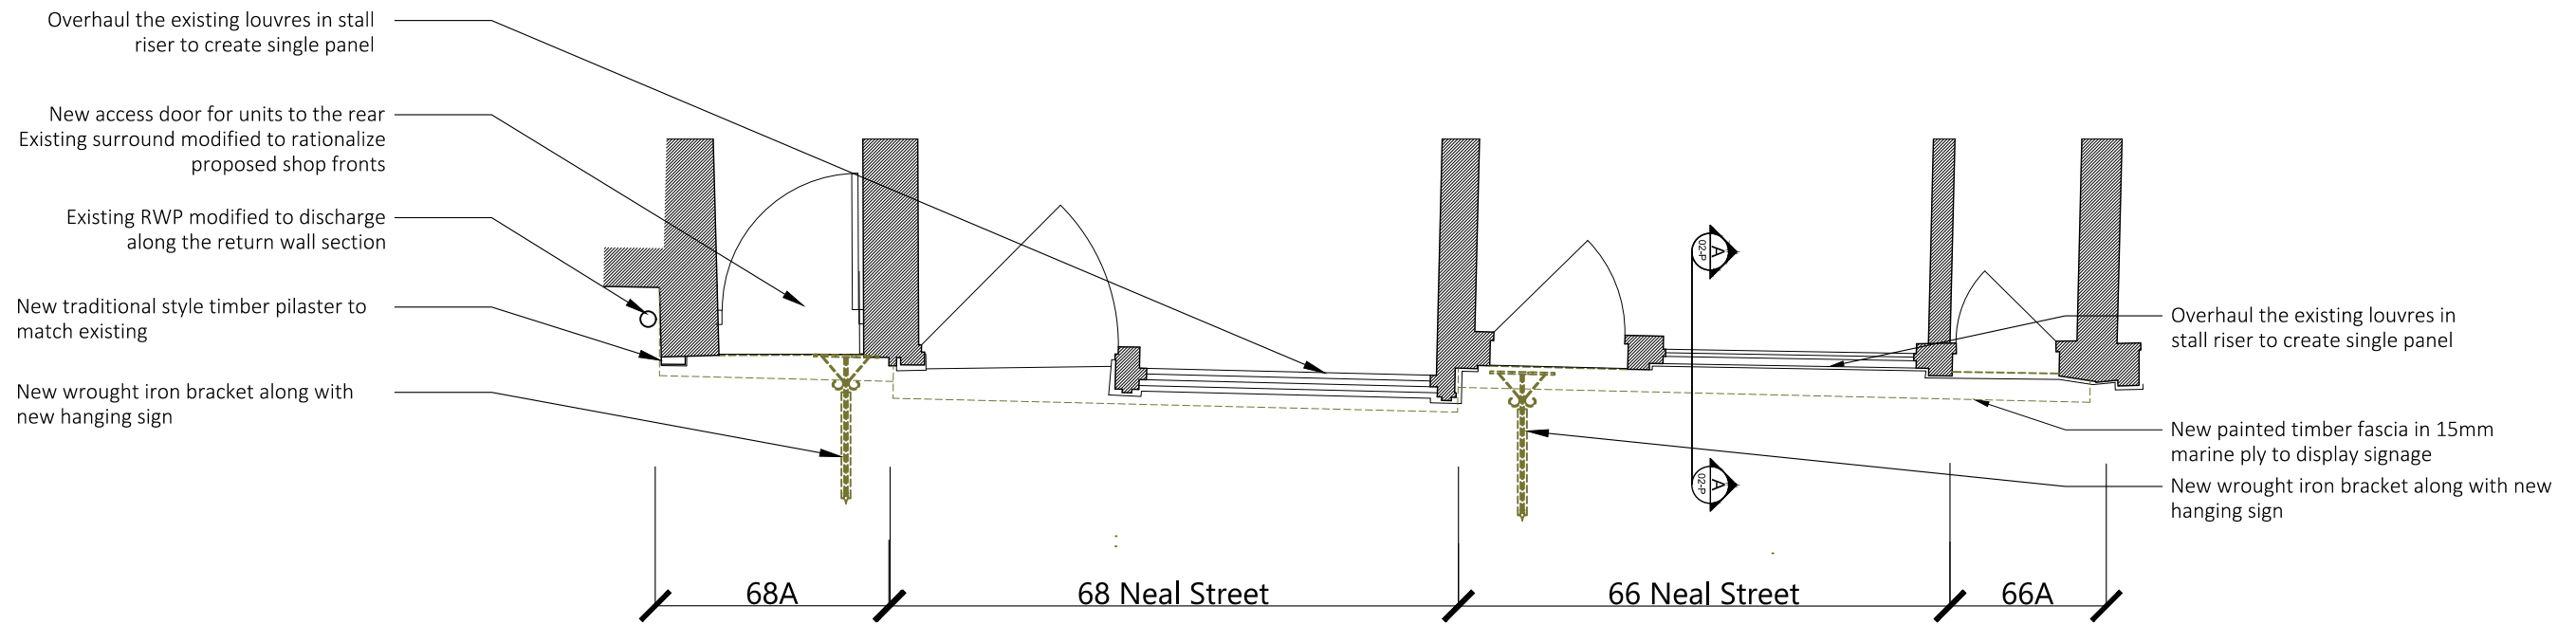 Overhaul the existing louvres in stall
riser to create single panel
New access door for units to the rear
Existing surround modified to rationalize
proposed shop fronts
Existing RWP modified to discharge
along the return wall section
New traditional style timber pilaster to
match existing
New wrought iron bracket along with
new hanging sign
A
02-P
A
02-P
Overhaul the existing louvres in
stall riser to create single panel
New painted timber fascia in 15mm
marine ply to display signage
New wrought iron bracket along with new
hanging sign
68A
68 Neal Street
66 Neal Street
66A